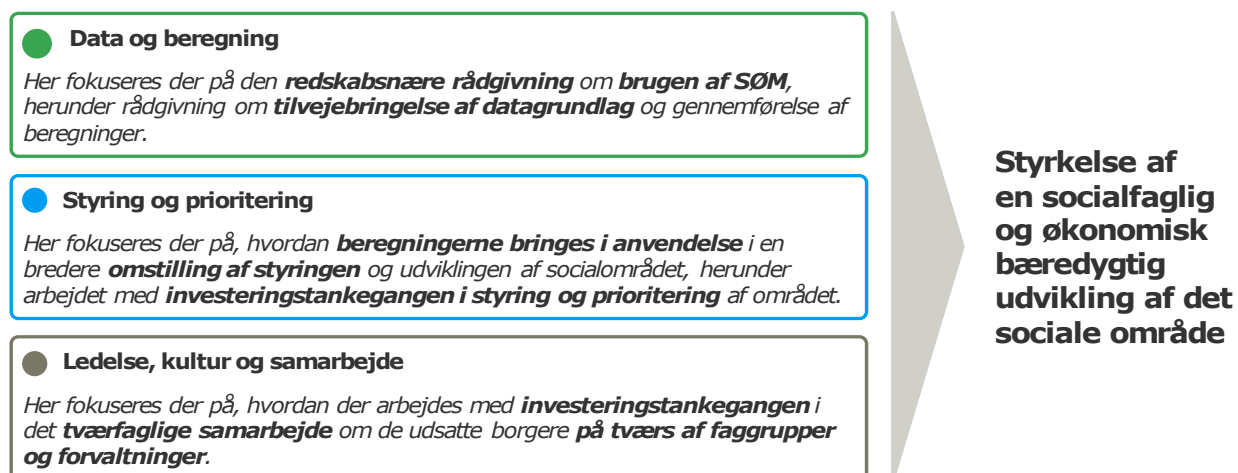 Data og beregning
Her fokuseres der på den redskabsnære rådgivning om brugen af SØM,
herunder rådgivning om tilvejebringelse af datagrundlag og gennemførelse af
beregninger.
Styring og prioritering
Her fokuseres der på, hvordan beregningerne bringes i anvendelse i en
bredere omstilling af styringen og udviklingen af socialområdet, herunder
arbejdet med investeringstankegangen i styring og prioritering af området.
Ledelse, kultur og samarbejde
Her fokuseres der på, hvordan der arbejdes med investeringstankegangen i
det tværfaglige samarbejde om de udsatte borgere på tværs af faggrupper
og forvaltninger.
Styrkelse af
en socialfaglig
og økonomisk
bæredygtig
udvikling af det
sociale område